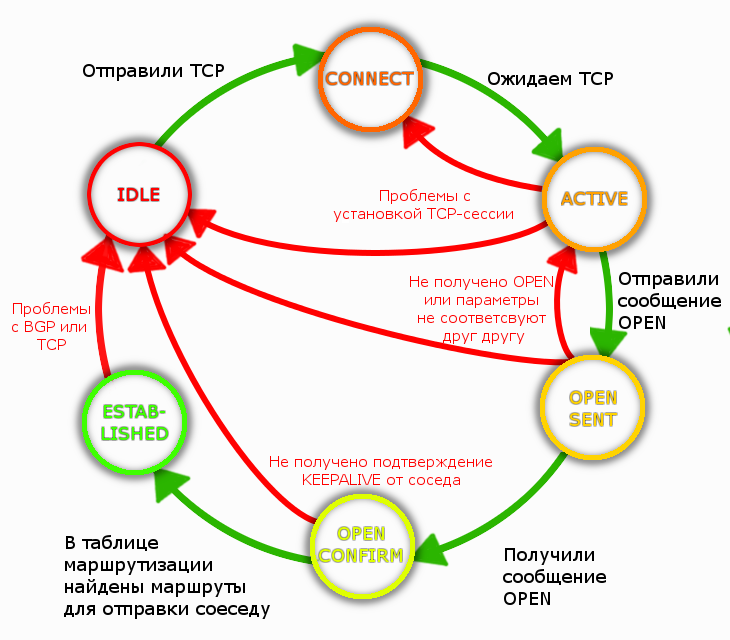 Отправили TCP
CONNECT
Ожидаем TCP
IDLE
ACTIVE
Проблемы с
установкой TCP-сессии
Не получено OPEN
или параметры
не соответсвуют
друг другу
Отправили
сообщение
OPEN
Проблемы
с BGP или
TCP
ESTAB-
LISHED
OPEN
SENT
Не получено подтверждение
KEEPALIVE от соседа
OPEN
CONFIRM
В таблице
маршрутизации
найдены маршруты
для отправки соеседу
Получили
сообщение
OPEN